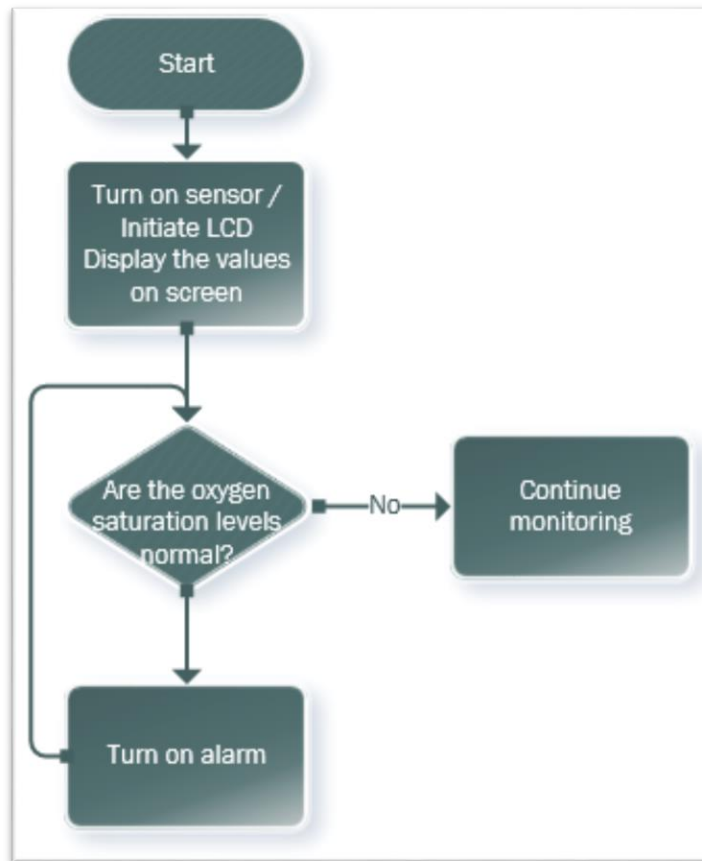 Start
Turn on sensor /
Initiate LCD
Display the values
on screen
Are the oxygen
saturation levels
normal?
No
Continue
monitoring
Turn on alarm